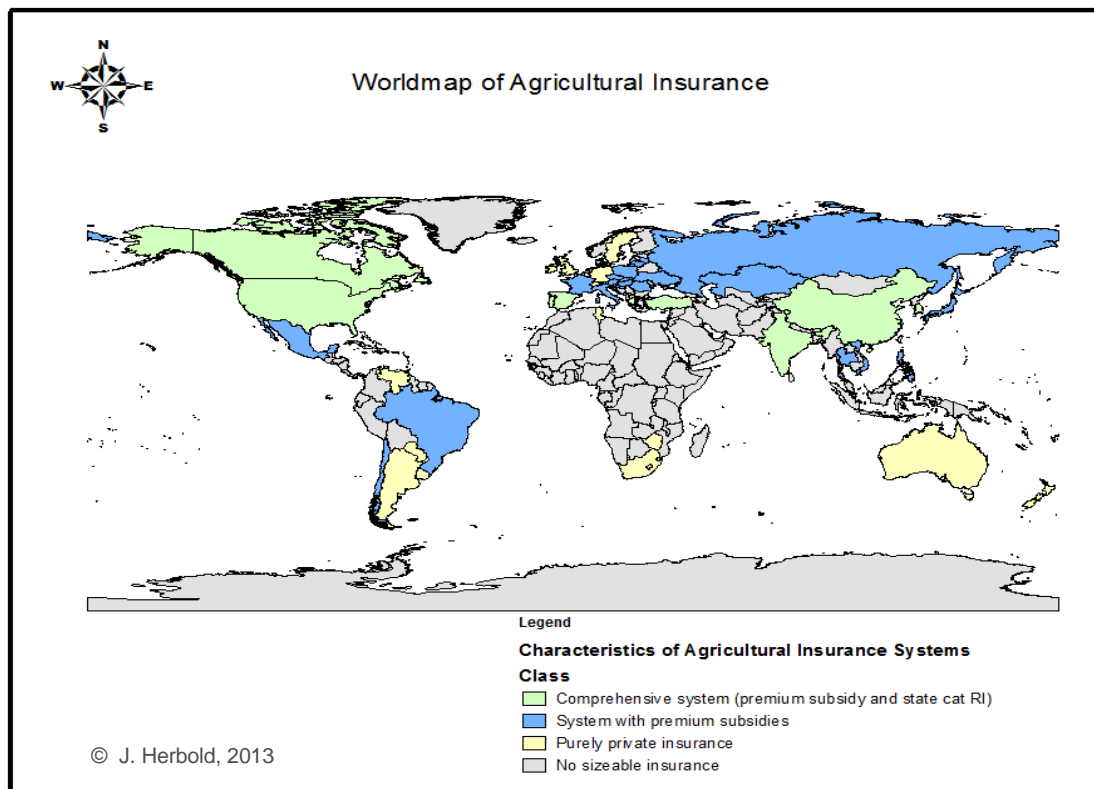 N
W E
S
Worldmap of Agricultural Insurance
Legend
Characteristics of Agricultural Insurance Systems
Class
Comprehensive system (premium subsidy and state cat RI)
System with premium subsidies
Purely private insurance
No sizeable insurance
© J. Herbold, 2013